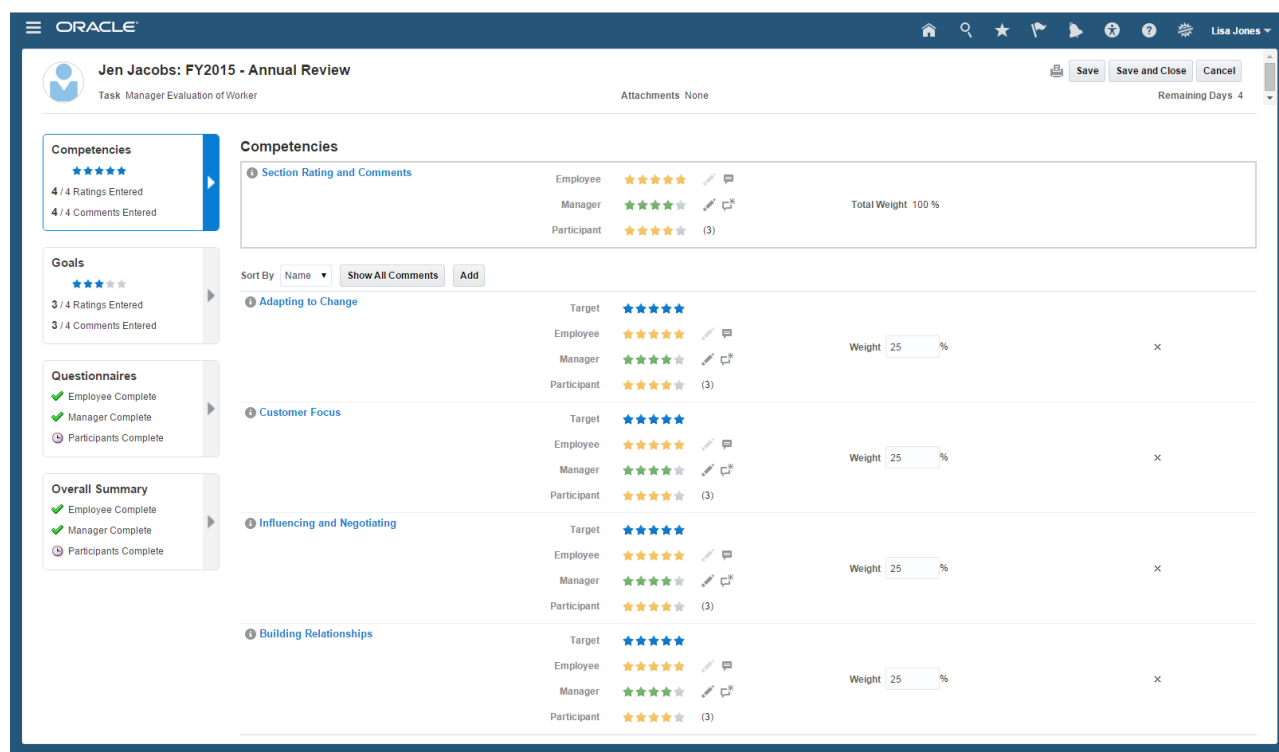 ORACLE
Lisa Jones
Jen Jacobs: FY2015 - Annual Review
Save Save and Close Cancel
Task Manager Evaluation of Worker Attachments None Remaining Days 4
Competencies
4 / 4 Ratings Entered
4 / 4 Comments Entered
Goals
3 / 4 Ratings Entered
3 / 4 Comments Entered
Questionnaires
Employee Complete
Manager Complete
Participants Complete
Overall Summary
Employee Complete
Manager Complete
Participants Complete
Competencies
Section Rating and Comments
Employee
Manager Total Weight 100 %
Participant (3)
Sort By Name Show All Comments Add
Adapting to Change
Target
Employee
Weight 25 %
Manager
Participant (3)
Customer Focus
Target
Employee
Weight 25 %
Manager
Participant (3)
Influencing and Negotiating
Target
Employee
Weight 25 %
Manager
Participant (3)
Building Relationships
Target
Employee
Weight 25 %
Manager
Participant (3)